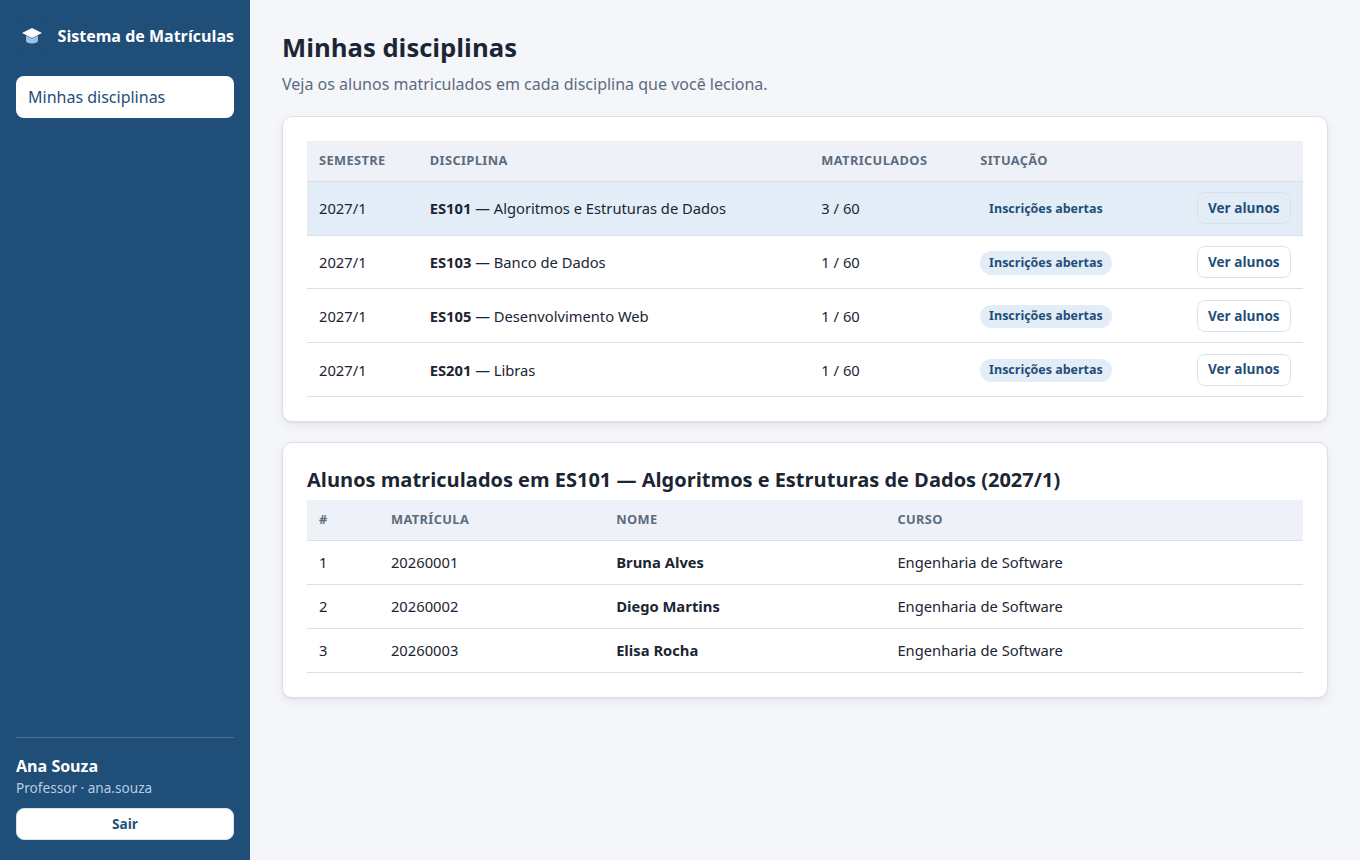 Sistema de Matrículas
Minhas disciplinas
Ana Souza
Professor · ana.souza
Sair
Minhas disciplinas
Veja os alunos matriculados em cada disciplina que você leciona.
SEMESTRE DISCIPLINA MATRICULADOS SITUAÇÃO
2027/1 ES101 — Algoritmos e Estruturas de Dados 3 / 60 Inscrições abertas Ver alunos
2027/1 ES103 — Banco de Dados 1 / 60 Inscrições abertas Ver alunos
2027/1 ES105 — Desenvolvimento Web 1 / 60 Inscrições abertas Ver alunos
2027/1 ES201 — Libras 1 / 60 Inscrições abertas Ver alunos
Alunos matriculados em ES101 — Algoritmos e Estruturas de Dados (2027/1)
# MATRÍCULA NOME CURSO
1 20260001 Bruna Alves Engenharia de Software
2 20260002 Diego Martins Engenharia de Software
3 20260003 Elisa Rocha Engenharia de Software